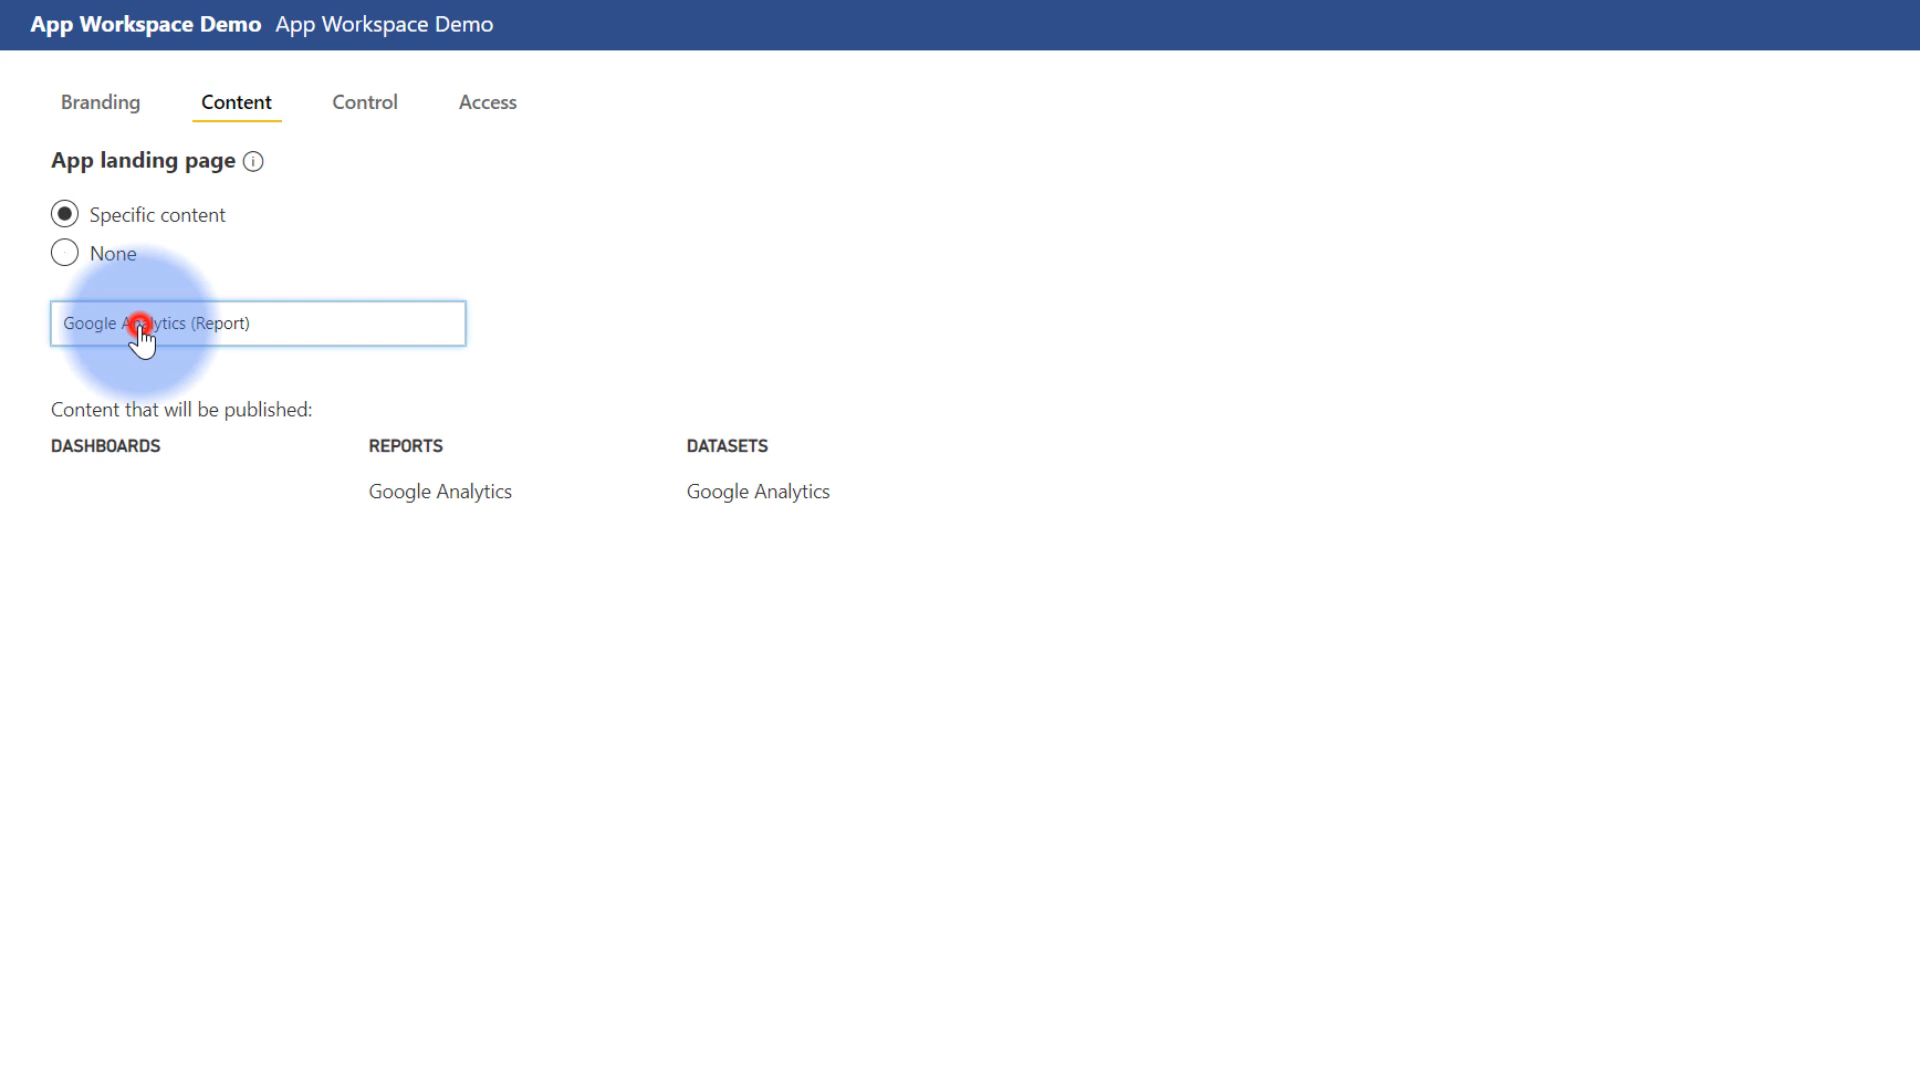 App Workspace Demo App Workspace Demo
Branding Content Control Access
App landing page
Specific content
None
Google Analytics (Report)
Content that will be published:
DASHBOARDS REPORTS DATASETS
Google Analytics Google Analytics